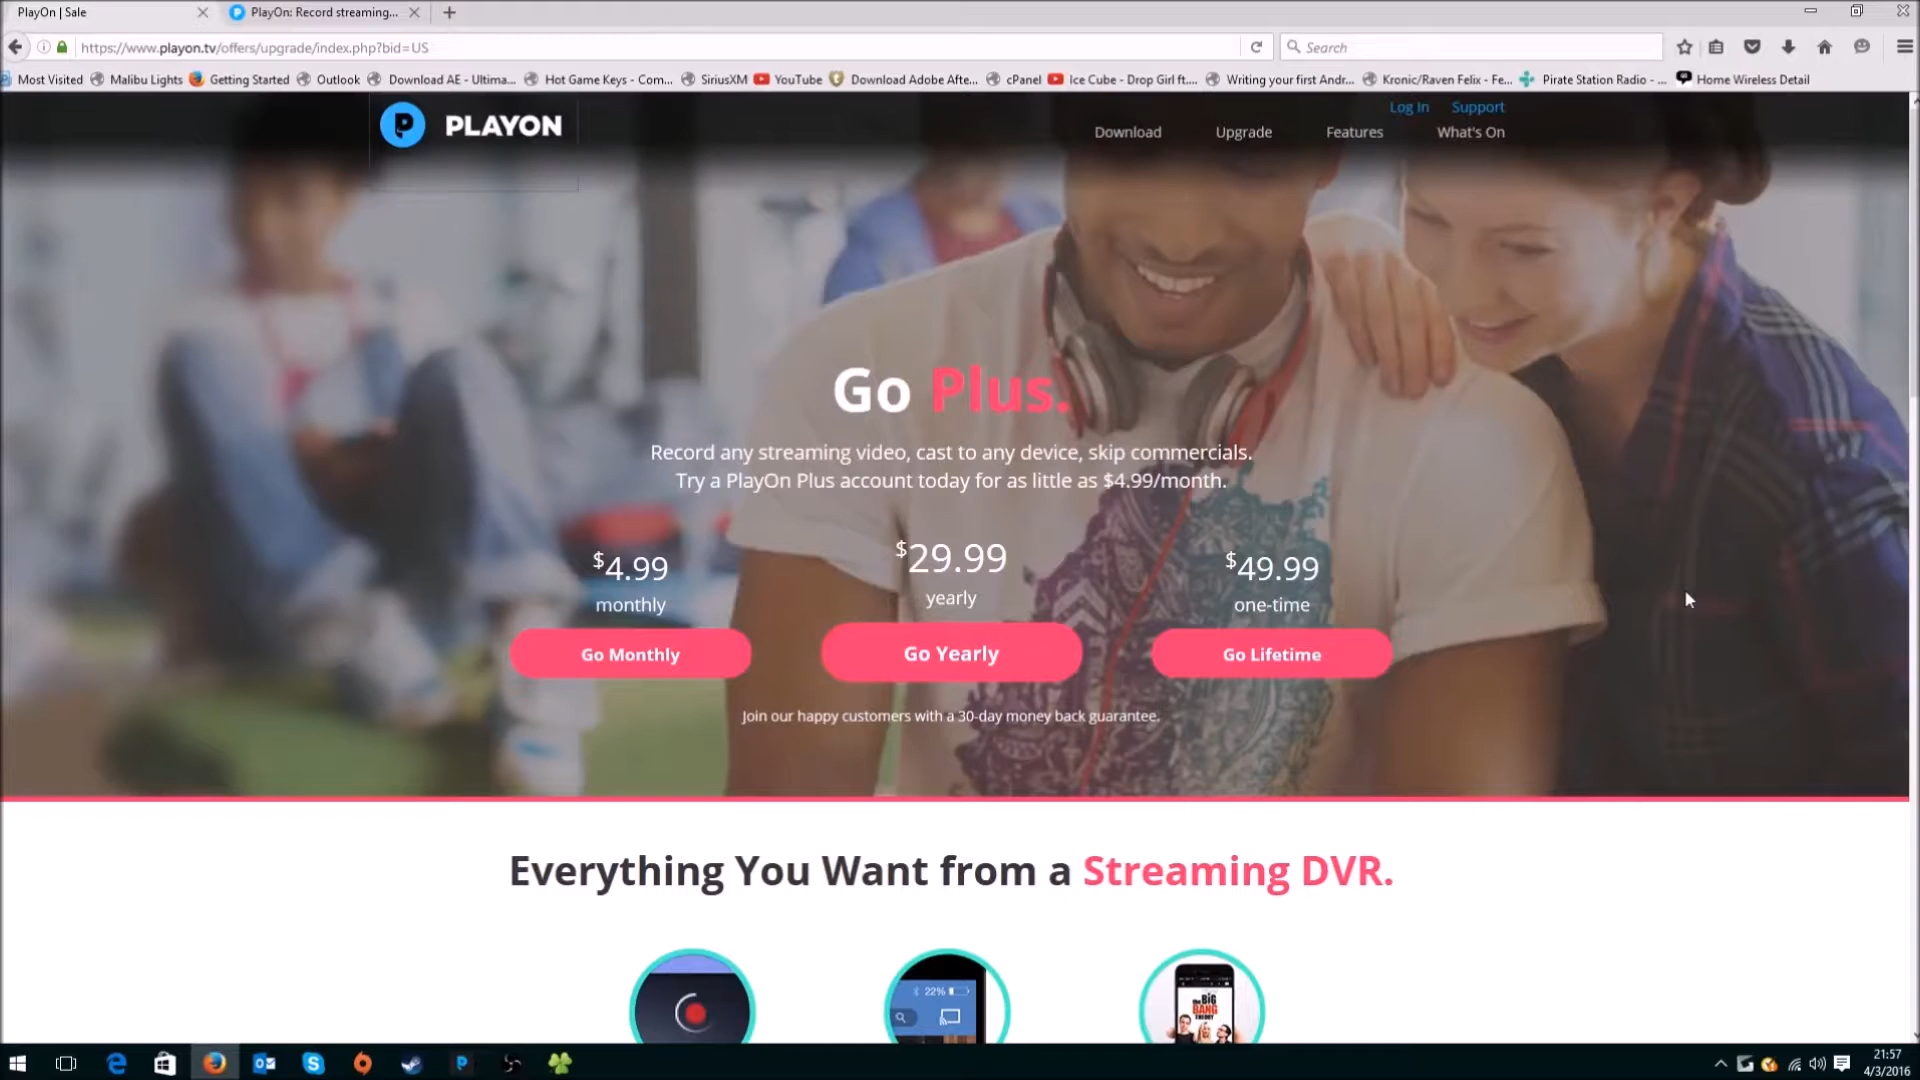 PlayOn | Sale
PlayOn: Record streaming...
https://www.playon.tv/offers/upgrade/index.php?bid=US
Search
Most Visited
Malibu Lights
Getting Started
Outlook
Download AE - Ultima...
Hot Game Keys - Com...
SiriusXM
YouTube
Download Adobe Afte...
cPanel
Ice Cube - Drop Girl ft....
Writing your first Andr...
Kronic/Raven Felix - Fe...
Pirate Station Radio - ...
Home Wireless Detail
PLAYON
Log In
Support
Download
Upgrade
Features
What's On
Go Plus.
Record any streaming video, cast to any device, skip commercials.
Try a PlayOn Plus account today for as little as $4.99/month.
$4.99
monthly
Go Monthly
$29.99
yearly
Go Yearly
$49.99
one-time
Go Lifetime
Join our happy customers with a 30-day money back guarantee.
Everything You Want from a Streaming DVR.
22%
the BIG
BANG
THEORY
21:57
4/3/2016